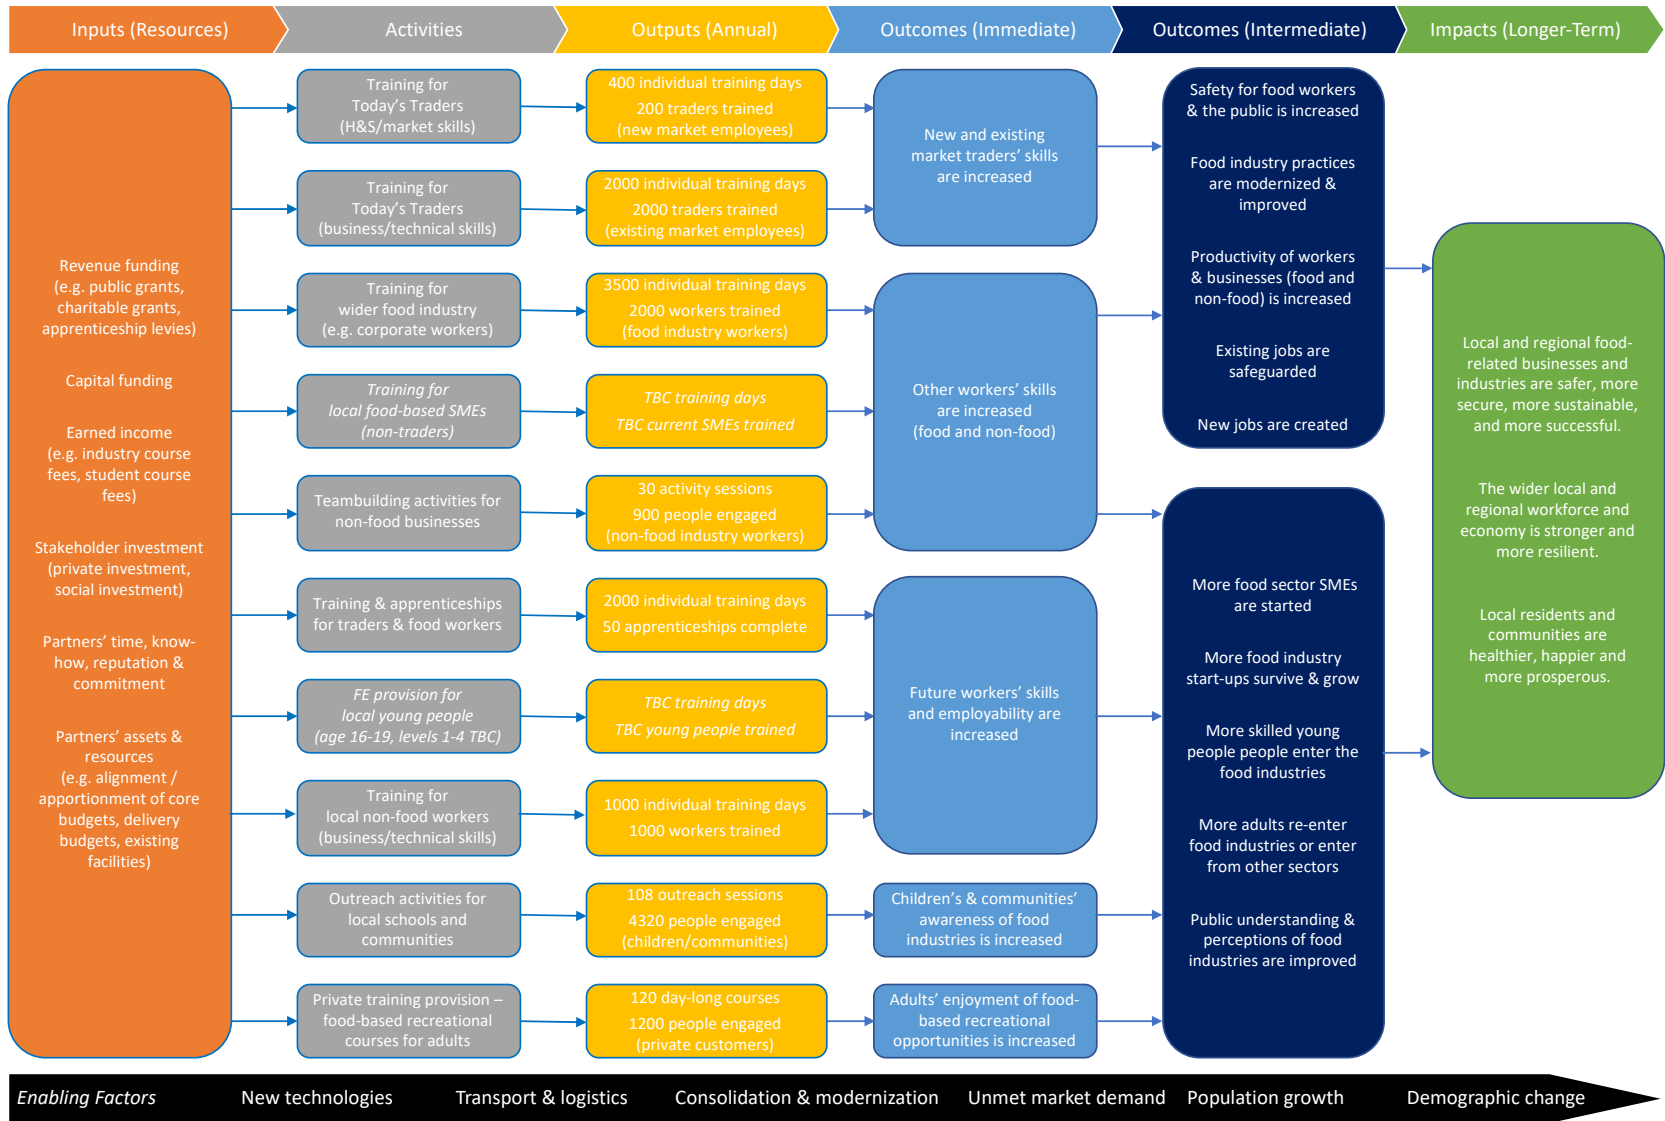 Inputs (Resources)
Activities
Outputs (Annual)
Outcomes (Immediate)
Outcomes (Intermediate)
Impacts (Longer-Term)
Revenue funding
(e.g. public grants,
charitable grants,
apprenticeship levies)
Capital funding
Earned income
(e.g. industry course
fees, student course
fees)
Stakeholder investment
(private investment,
social investment)
Partners’ time, know-
how, reputation &
commitment
Partners’ assets &
resources
(e.g. alignment /
apportionment of core
budgets, delivery
budgets, existing
facilities)
Training for
Today’s Traders
(H&S/market skills)
Training for
Today’s Traders
(business/technical skills)
Training for
wider food industry
(e.g. corporate workers)
Training for
local food-based SMEs
(non-traders)
Teambuilding activities for
non-food businesses
Training & apprenticeships
for traders & food workers
FE provision for
local young people
(age 16-19, levels 1-4 TBC)
Training for
local non-food workers
(business/technical skills)
Outreach activities for
local schools and
communities
Private training provision –
food-based recreational
courses for adults
400 individual training days
200 traders trained
(new market employees)
2000 individual training days
2000 traders trained
(existing market employees)
3500 individual training days
2000 workers trained
(food industry workers)
TBC training days
TBC current SMEs trained
30 activity sessions
900 people engaged
(non-food industry workers)
2000 individual training days
50 apprenticeships complete
TBC training days
TBC young people trained
1000 individual training days
1000 workers trained
108 outreach sessions
4320 people engaged
(children/communities)
120 day-long courses
1200 people engaged
(private customers)
New and existing
market traders’ skills
are increased
Other workers’ skills
are increased
(food and non-food)
Future workers’ skills
and employability are
increased
Children’s & communities’
awareness of food
industries is increased
Adults’ enjoyment of food-
based recreational
opportunities is increased
Safety for food workers
& the public is increased
Food industry practices
are modernized &
improved
Productivity of workers
& businesses (food and
non-food) is increased
Existing jobs are
safeguarded
New jobs are created
More food sector SMEs
are started
More food industry
start-ups survive & grow
More skilled young
people people enter the
food industries
More adults re-enter
food industries or enter
from other sectors
Public understanding &
perceptions of food
industries are improved
Local and regional food-
related businesses and
industries are safer, more
secure, more sustainable,
and more successful.
The wider local and
regional workforce and
economy is stronger and
more resilient.
Local residents and
communities are
healthier, happier and
more prosperous.
Enabling Factors
New technologies
Transport & logistics
Consolidation & modernization
Unmet market demand
Population growth
Demographic change